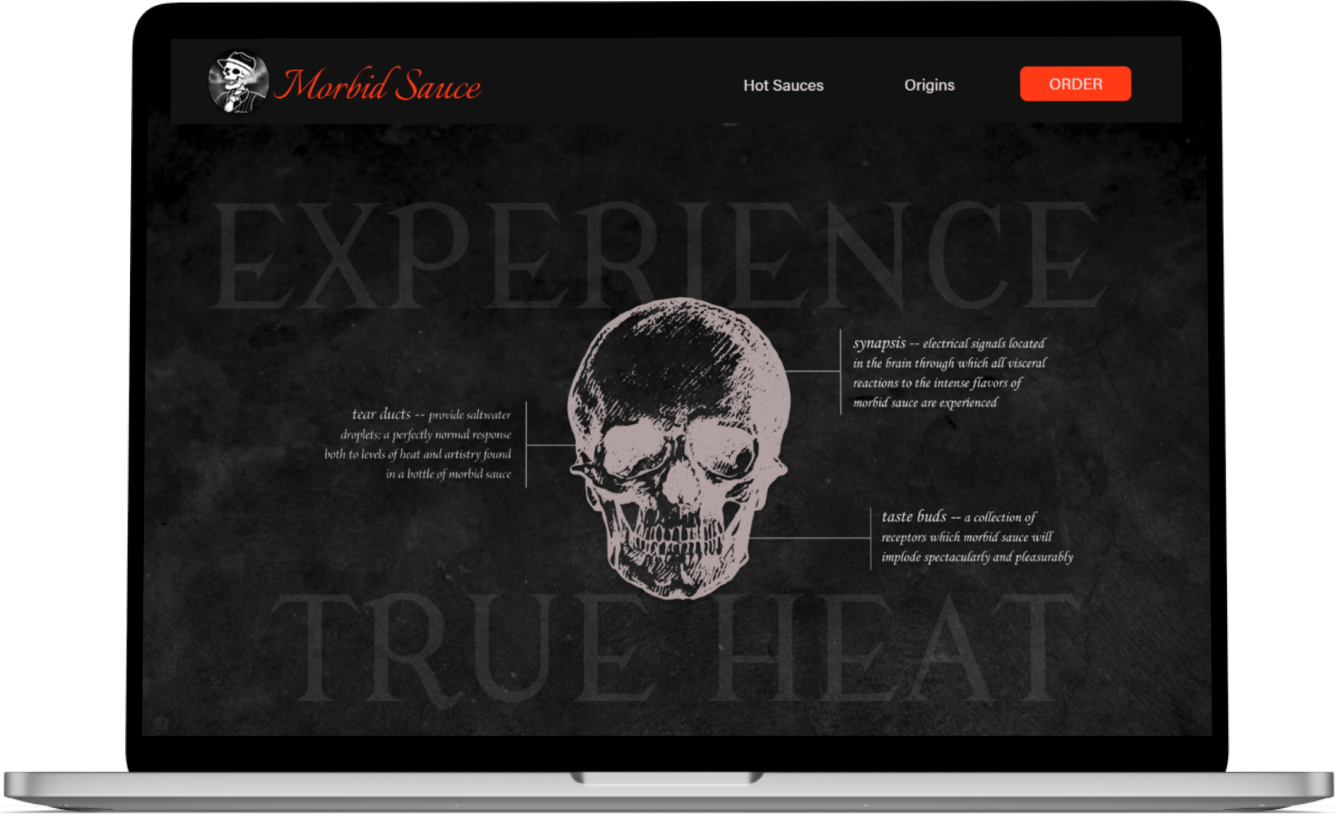 Morbid Sauce
Hot Sauces
Origins
ORDER
EXPERIENCE
synapsis -- electrical signals located
in the brain through which all visceral
reactions to the intense flavors of
morbid sauce are experienced
tear ducts -- provide saltwater
droplets; a perfectly normal response
both to levels of heat and artistry found
in a bottle of morbid sauce
taste buds -- a collection of
receptors which morbid sauce will
implode spectacularly and pleasurably
TRUE HEAT